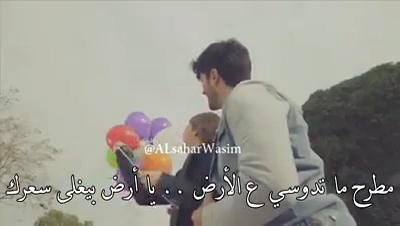 @ALsaharWasim
مطرح ما تدوسي ع الأرض .. يا أرض بيغلى سعرك